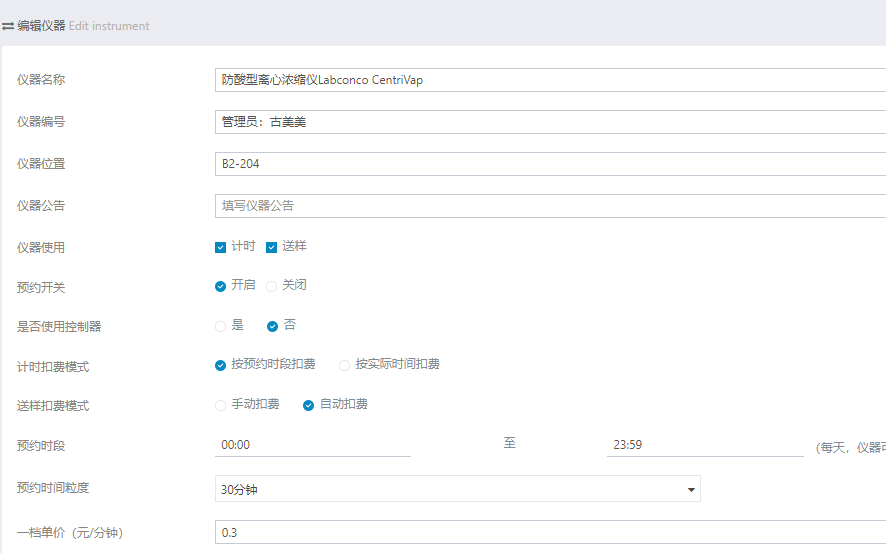 编辑仪器 Edit instrument
仪器名称 防酸型离心浓缩仪Labconco CentriVap
仪器编号 管理员：古美美
仪器位置 B2-204
仪器公告 填写仪器公告
仪器使用 计时 送样
预约开关 开启 关闭
是否使用控制器 是 否
计时扣费模式 按预约时段扣费 按实际时间扣费
送样扣费模式 手动扣费 自动扣费
预约时段 00:00 至 23:59 (每天，仪器
预约时间粒度 30分钟
一档单价（元/分钟） 0.3